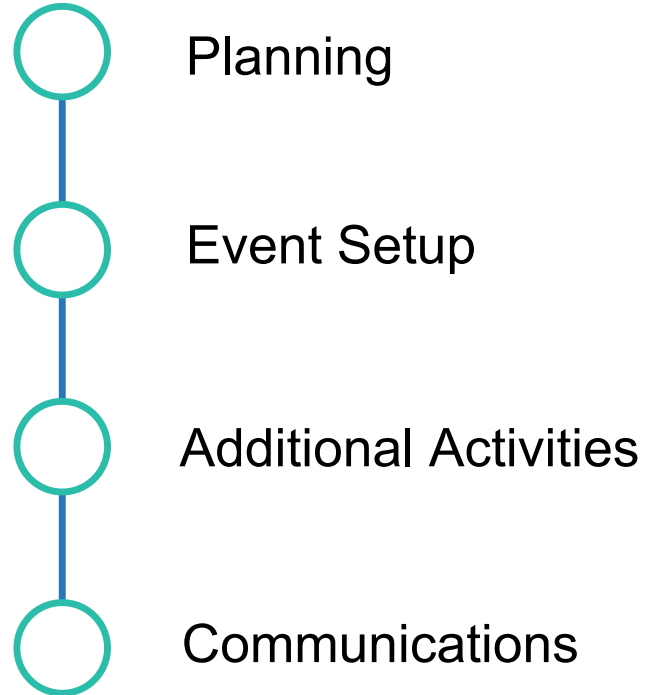 Planning
Event Setup
Additional Activities
Communications